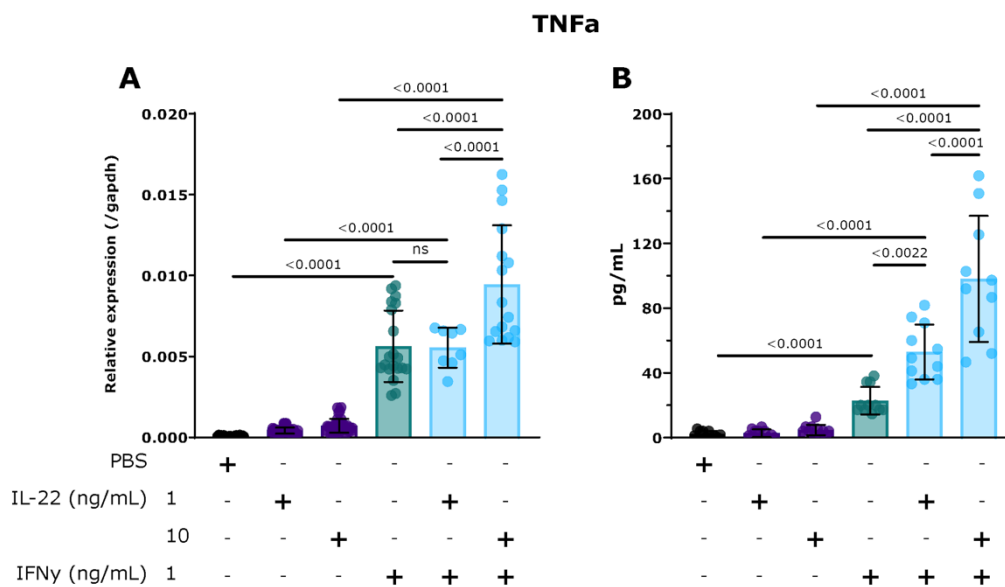 TNFa
A
Relative expression (/gapdh)
0.020
0.015
0.010
0.005
0.000
<0.0001
<0.0001
<0.0001
<0.0001
ns
<0.0001
B
pg/mL
200
160
120
80
40
0
<0.0001
<0.0001
<0.0001
<0.0001
<0.0022
<0.0001
PBS + - - - - - + - - - - -
IL-22 (ng/mL) 1 - + - - + - - + - - + -
10 - - + - - + - - + - - +
IFNy (ng/mL) 1 - - - + + + - - - + + +